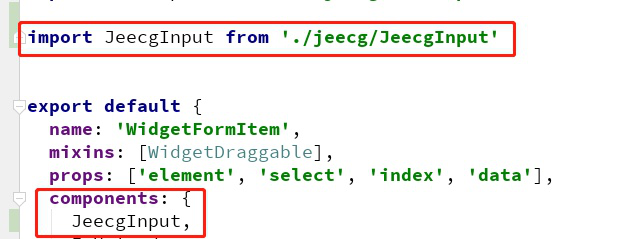 import JeecgInput from './jeecg/JeecgInput'
export default {
name: 'WidgetFormItem',
mixins: [WidgetDraggable],
props: ['element', 'select', 'index', 'data'],
components: {
JeecgInput,